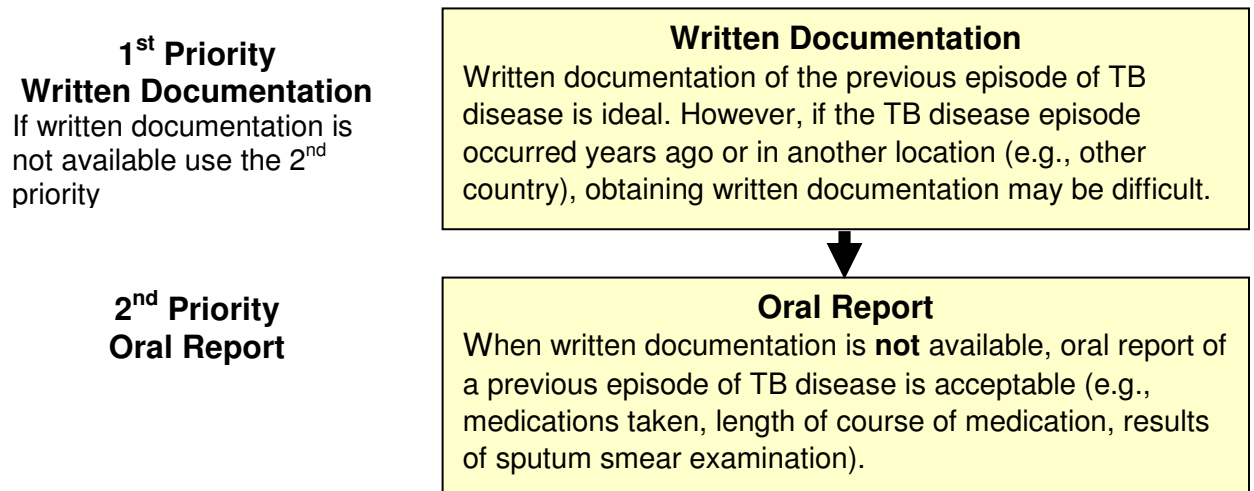 1st Priority
Written Documentation
If written documentation is
not available use the 2nd
priority
Written Documentation
Written documentation of the previous episode of TB
disease is ideal. However, if the TB disease episode
occurred years ago or in another location (e.g., other
country), obtaining written documentation may be difficult.
2nd Priority
Oral Report
Oral Report
When written documentation is not available, oral report of
a previous episode of TB disease is acceptable (e.g.,
medications taken, length of course of medication, results
of sputum smear examination).